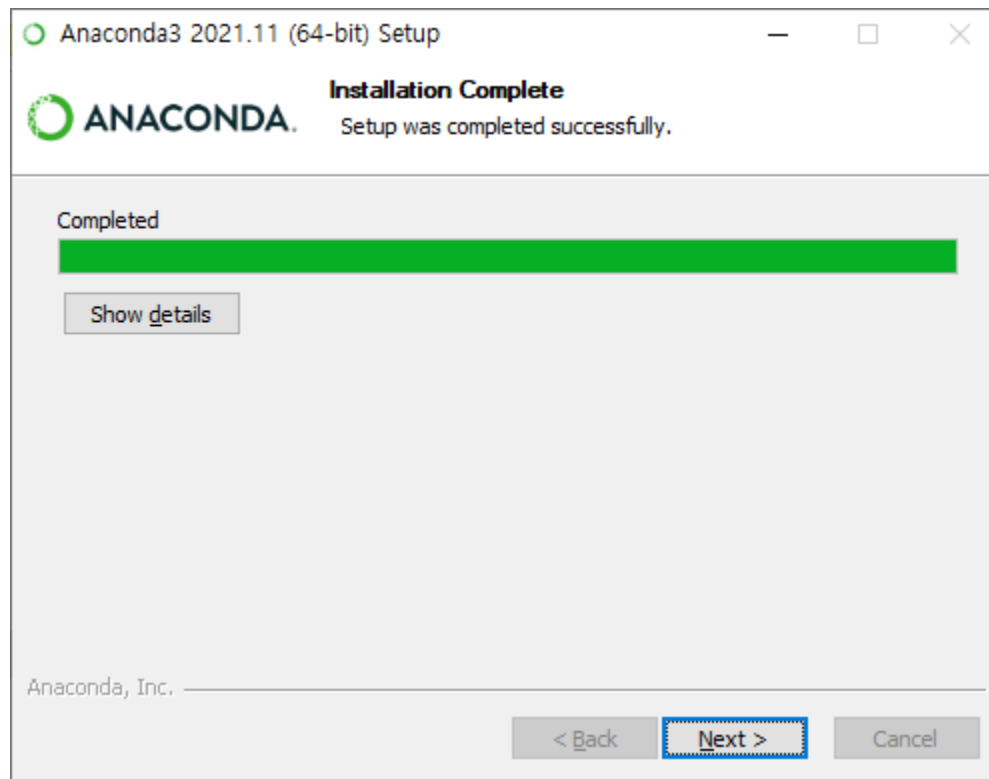 Anaconda3 2021.11 (64-bit) Setup
ANACONDA.
Installation Complete
Setup was completed successfully.
Completed
Show details
Anaconda, Inc.
< Back
Next >
Cancel